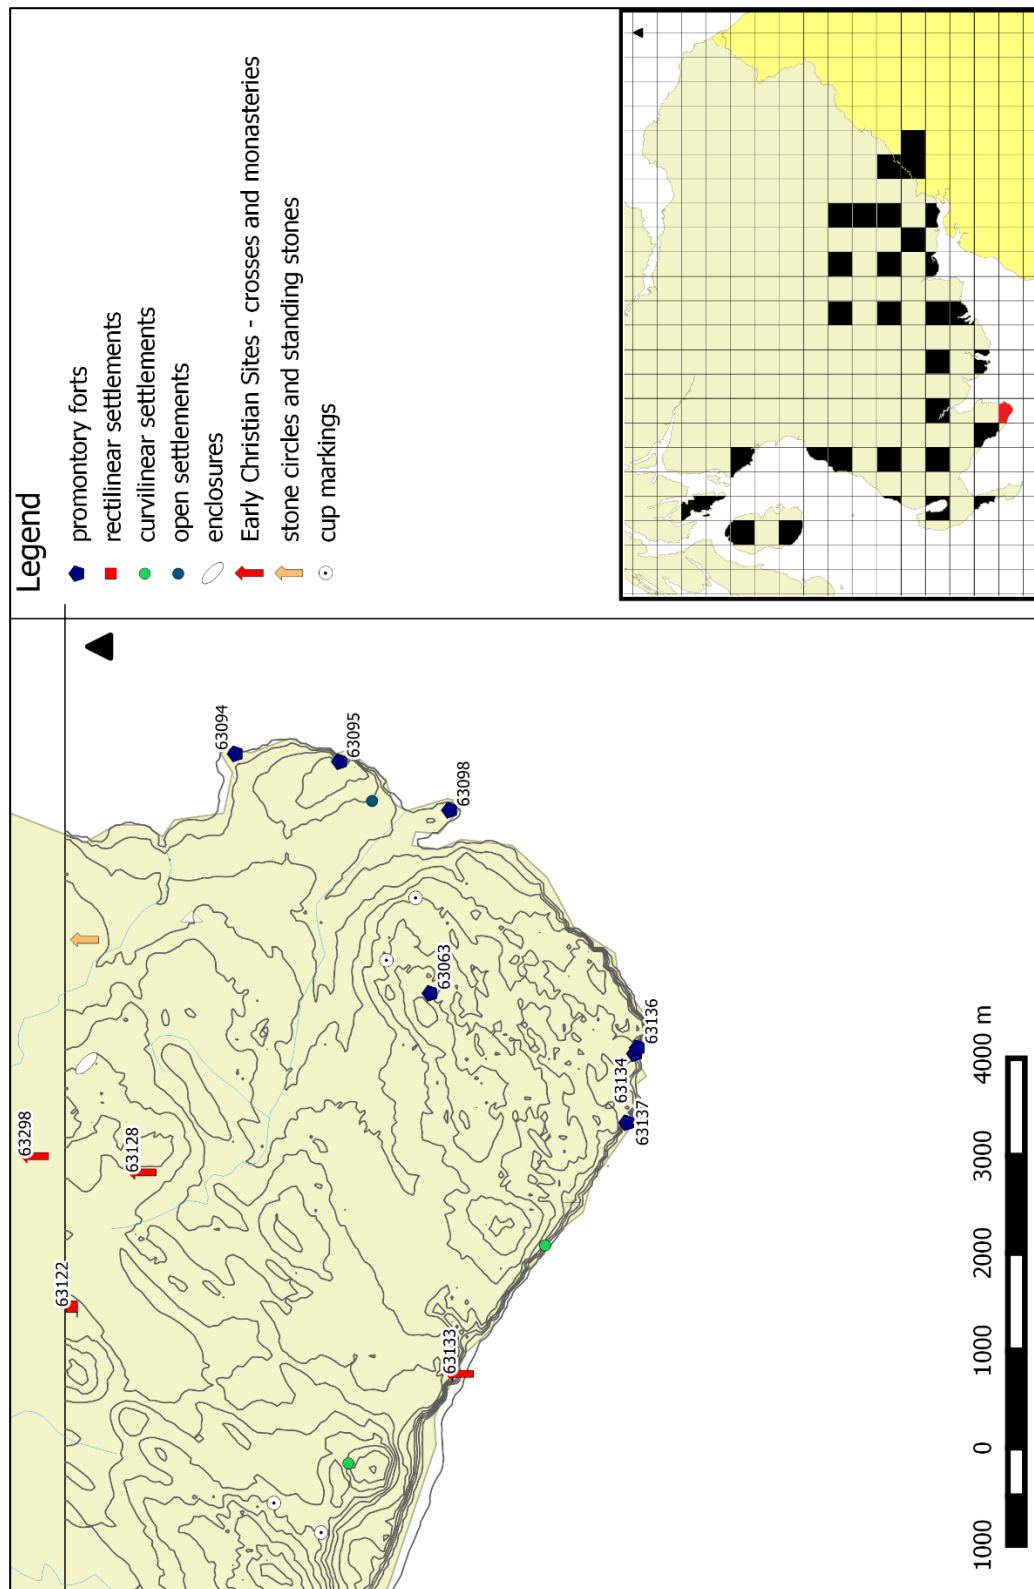 Legend
promontory forts
rectilinear settlements
curvilinear settlements
open settlements
enclosures
Early Christian Sites - crosses and monasteries
stone circles and standing stones
cup markings
63298
63122
63128
63133
63094
63095
63098
63063
63134
63136
63137
1000 0 1000 2000 3000 4000 m